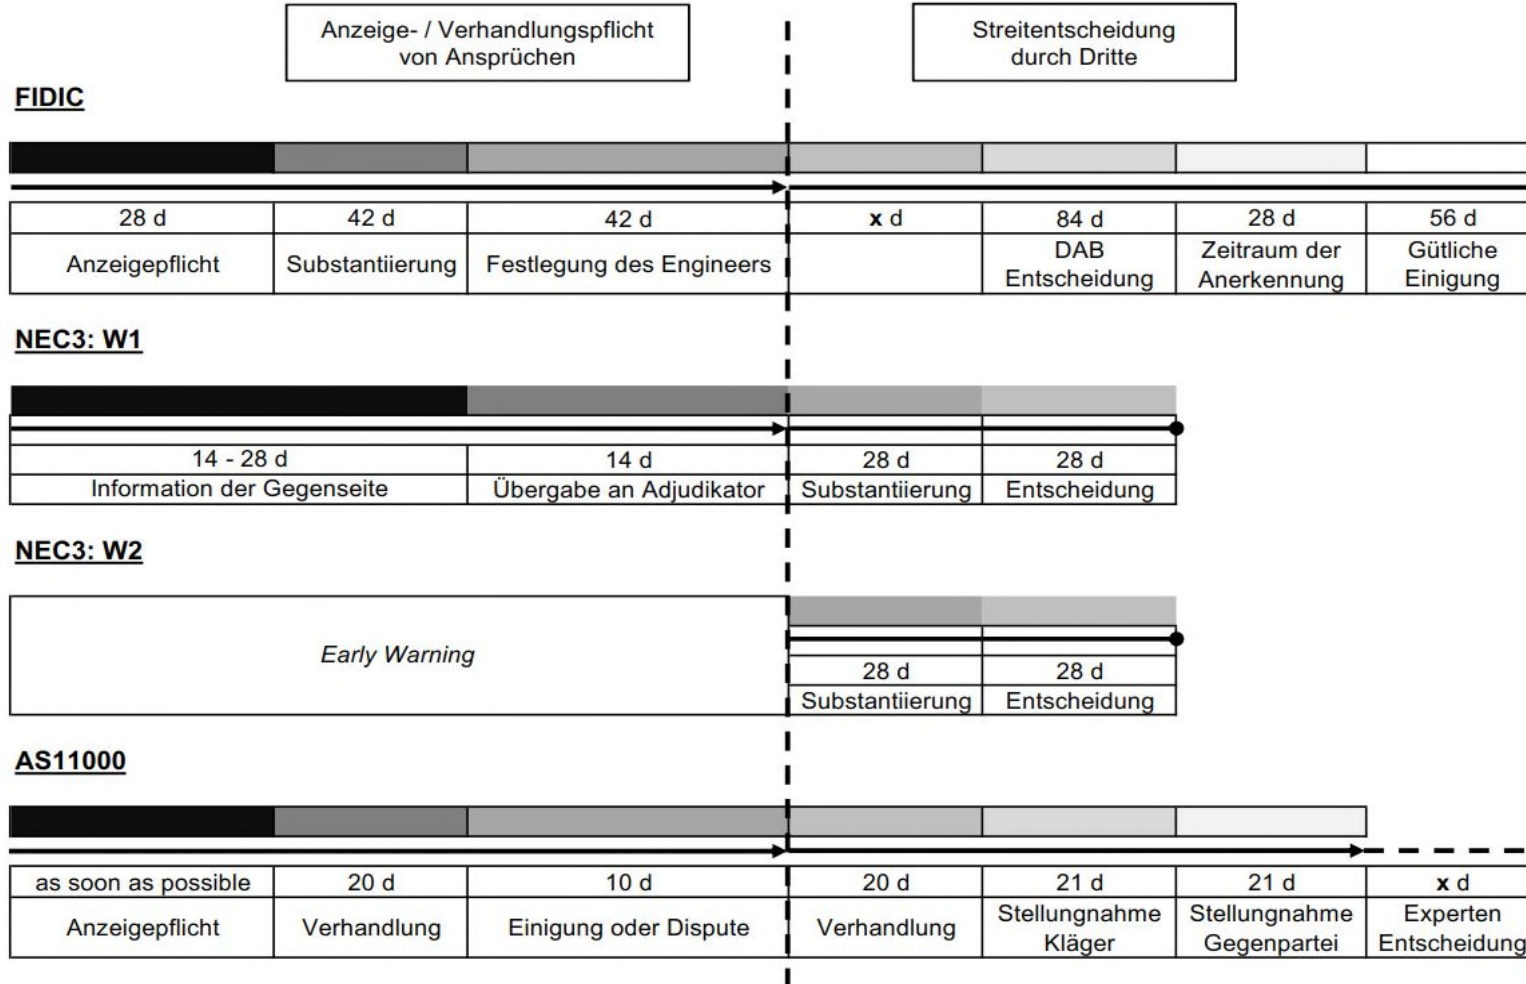 Anzeige- / Verhandlungspflicht
von Ansprüchen
Streitentscheidung
durch Dritte
FIDIC
28 d 42 d 42 d x d 84 d 28 d 56 d
Anzeigepflicht Substantiierung Festlegung des Engineers DAB Entscheidung Zeitraum der Anerkennung Gütliche Einigung
NEC3: W1
14 - 28 d 14 d 28 d 28 d
Information der Gegenseite Übergabe an Adjudikator Substantiierung Entscheidung
NEC3: W2
Early Warning
28 d 28 d
Substantiierung Entscheidung
AS11000
as soon as possible 20 d 10 d 20 d 21 d 21 d x d
Anzeigepflicht Verhandlung Einigung oder Dispute Verhandlung Stellungnahme Kläger Stellungnahme Gegenpartei Experten Entscheidung